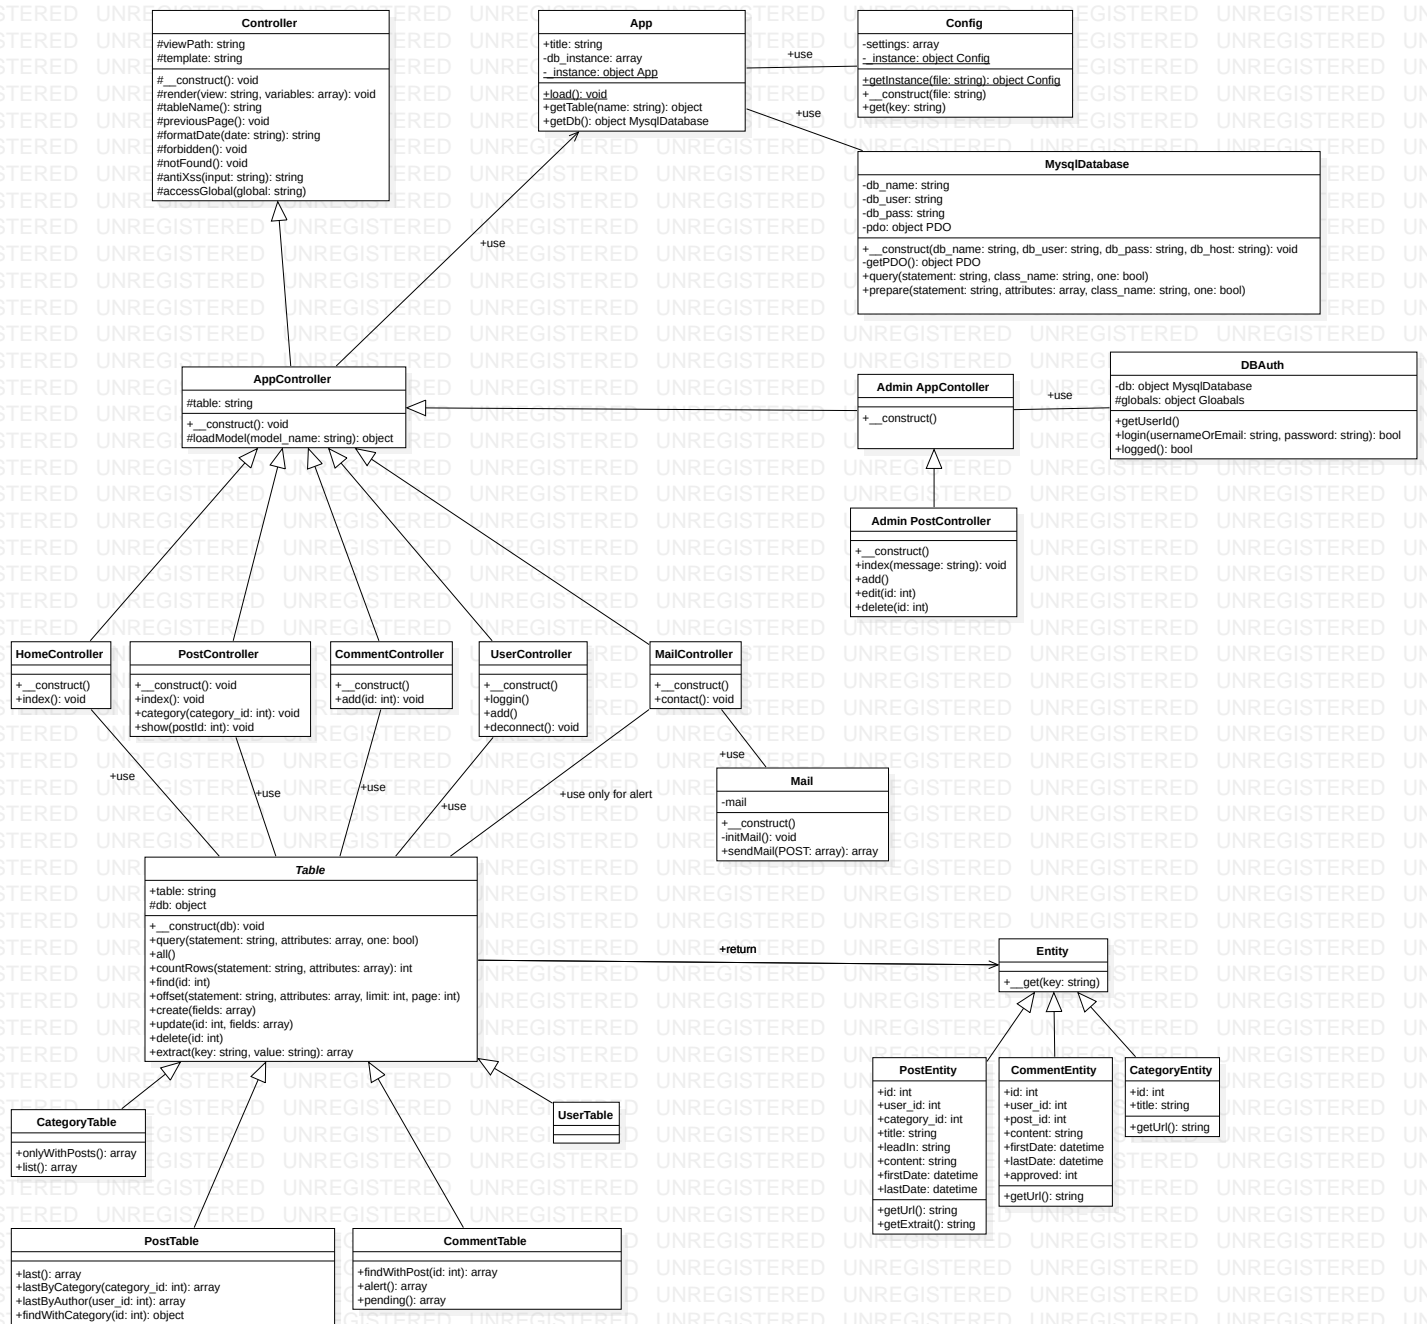 Controller
#viewPath: string
#template: string
#__construct(): void
#render(view: string, variables: array): void
#tableName(): string
#previousPage(): void
#formatDate(date: string): string
#forbidden(): void
#notFound(): void
#antiXss(input: string): string
#accessGlobal(global: string)
App
+title: string
-db_instance: array
-_instance: object App
+load(): void
+getTable(name: string): object
+getDb(): object MysqlDatabase
+use
Config
-settings: array
-_instance: object Config
+getInstance(file: string): object Config
+__construct(file: string)
+get(key: string)
+use
MysqlDatabase
-db_name: string
-db_user: string
-db_pass: string
-pdo: object PDO
+__construct(db_name: string, db_user: string, db_pass: string, db_host: string): void
-getPDO(): object PDO
+query(statement: string, class_name: string, one: bool)
+prepare(statement: string, attributes: array, class_name: string, one: bool)
+use
AppController
#table: string
+__construct(): void
#loadModel(model_name: string): object
Admin AppContoller
+__construct()
+use
DBAuth
-db: object MysqlDatabase
#globals: object Gloabals
+getUserId()
+login(usernameOrEmail: string, password: string): bool
+logged(): bool
Admin PostController
+__construct()
+index(message: string): void
+add()
+edit(id: int)
+delete(id: int)
HomeController
+__construct()
+index(): void
PostController
+__construct(): void
+index(): void
+category(category_id: int): void
+show(postId: int): void
CommentController
+__construct()
+add(id: int): void
UserController
+__construct()
+loggin()
+add()
+deconnect(): void
MailController
+__construct()
+contact(): void
+use
+use
+use
+use
+use only for alert
+use
Mail
-mail
+__construct()
-initMail(): void
+sendMail(POST: array): array
Table
+table: string
#db: object
+__construct(db): void
+query(statement: string, attributes: array, one: bool)
+all()
+countRows(statement: string, attributes: array): int
+find(id: int)
+offset(statement: string, attributes: array, limit: int, page: int)
+create(fields: array)
+update(id: int, fields: array)
+delete(id: int)
+extract(key: string, value: string): array
+return
Entity
+__get(key: string)
PostEntity
+id: int
+user_id: int
+category_id: int
+title: string
+leadIn: string
+content: string
+firstDate: datetime
+lastDate: datetime
+getUrl(): string
+getExtrait(): string
CommentEntity
+id: int
+user_id: int
+post_id: int
+content: string
+firstDate: datetime
+lastDate: datetime
+approved: int
+getUrl(): string
CategoryEntity
+id: int
+title: string
+getUrl(): string
CategoryTable
+onlyWithPosts(): array
+list(): array
UserTable
PostTable
+last(): array
+lastByCategory(category_id: int): array
+lastByAuthor(user_id: int): array
+findWithCategory(id: int): object
CommentTable
+findWithPost(id: int): array
+alert(): array
+pending(): array
UNREGISTERED